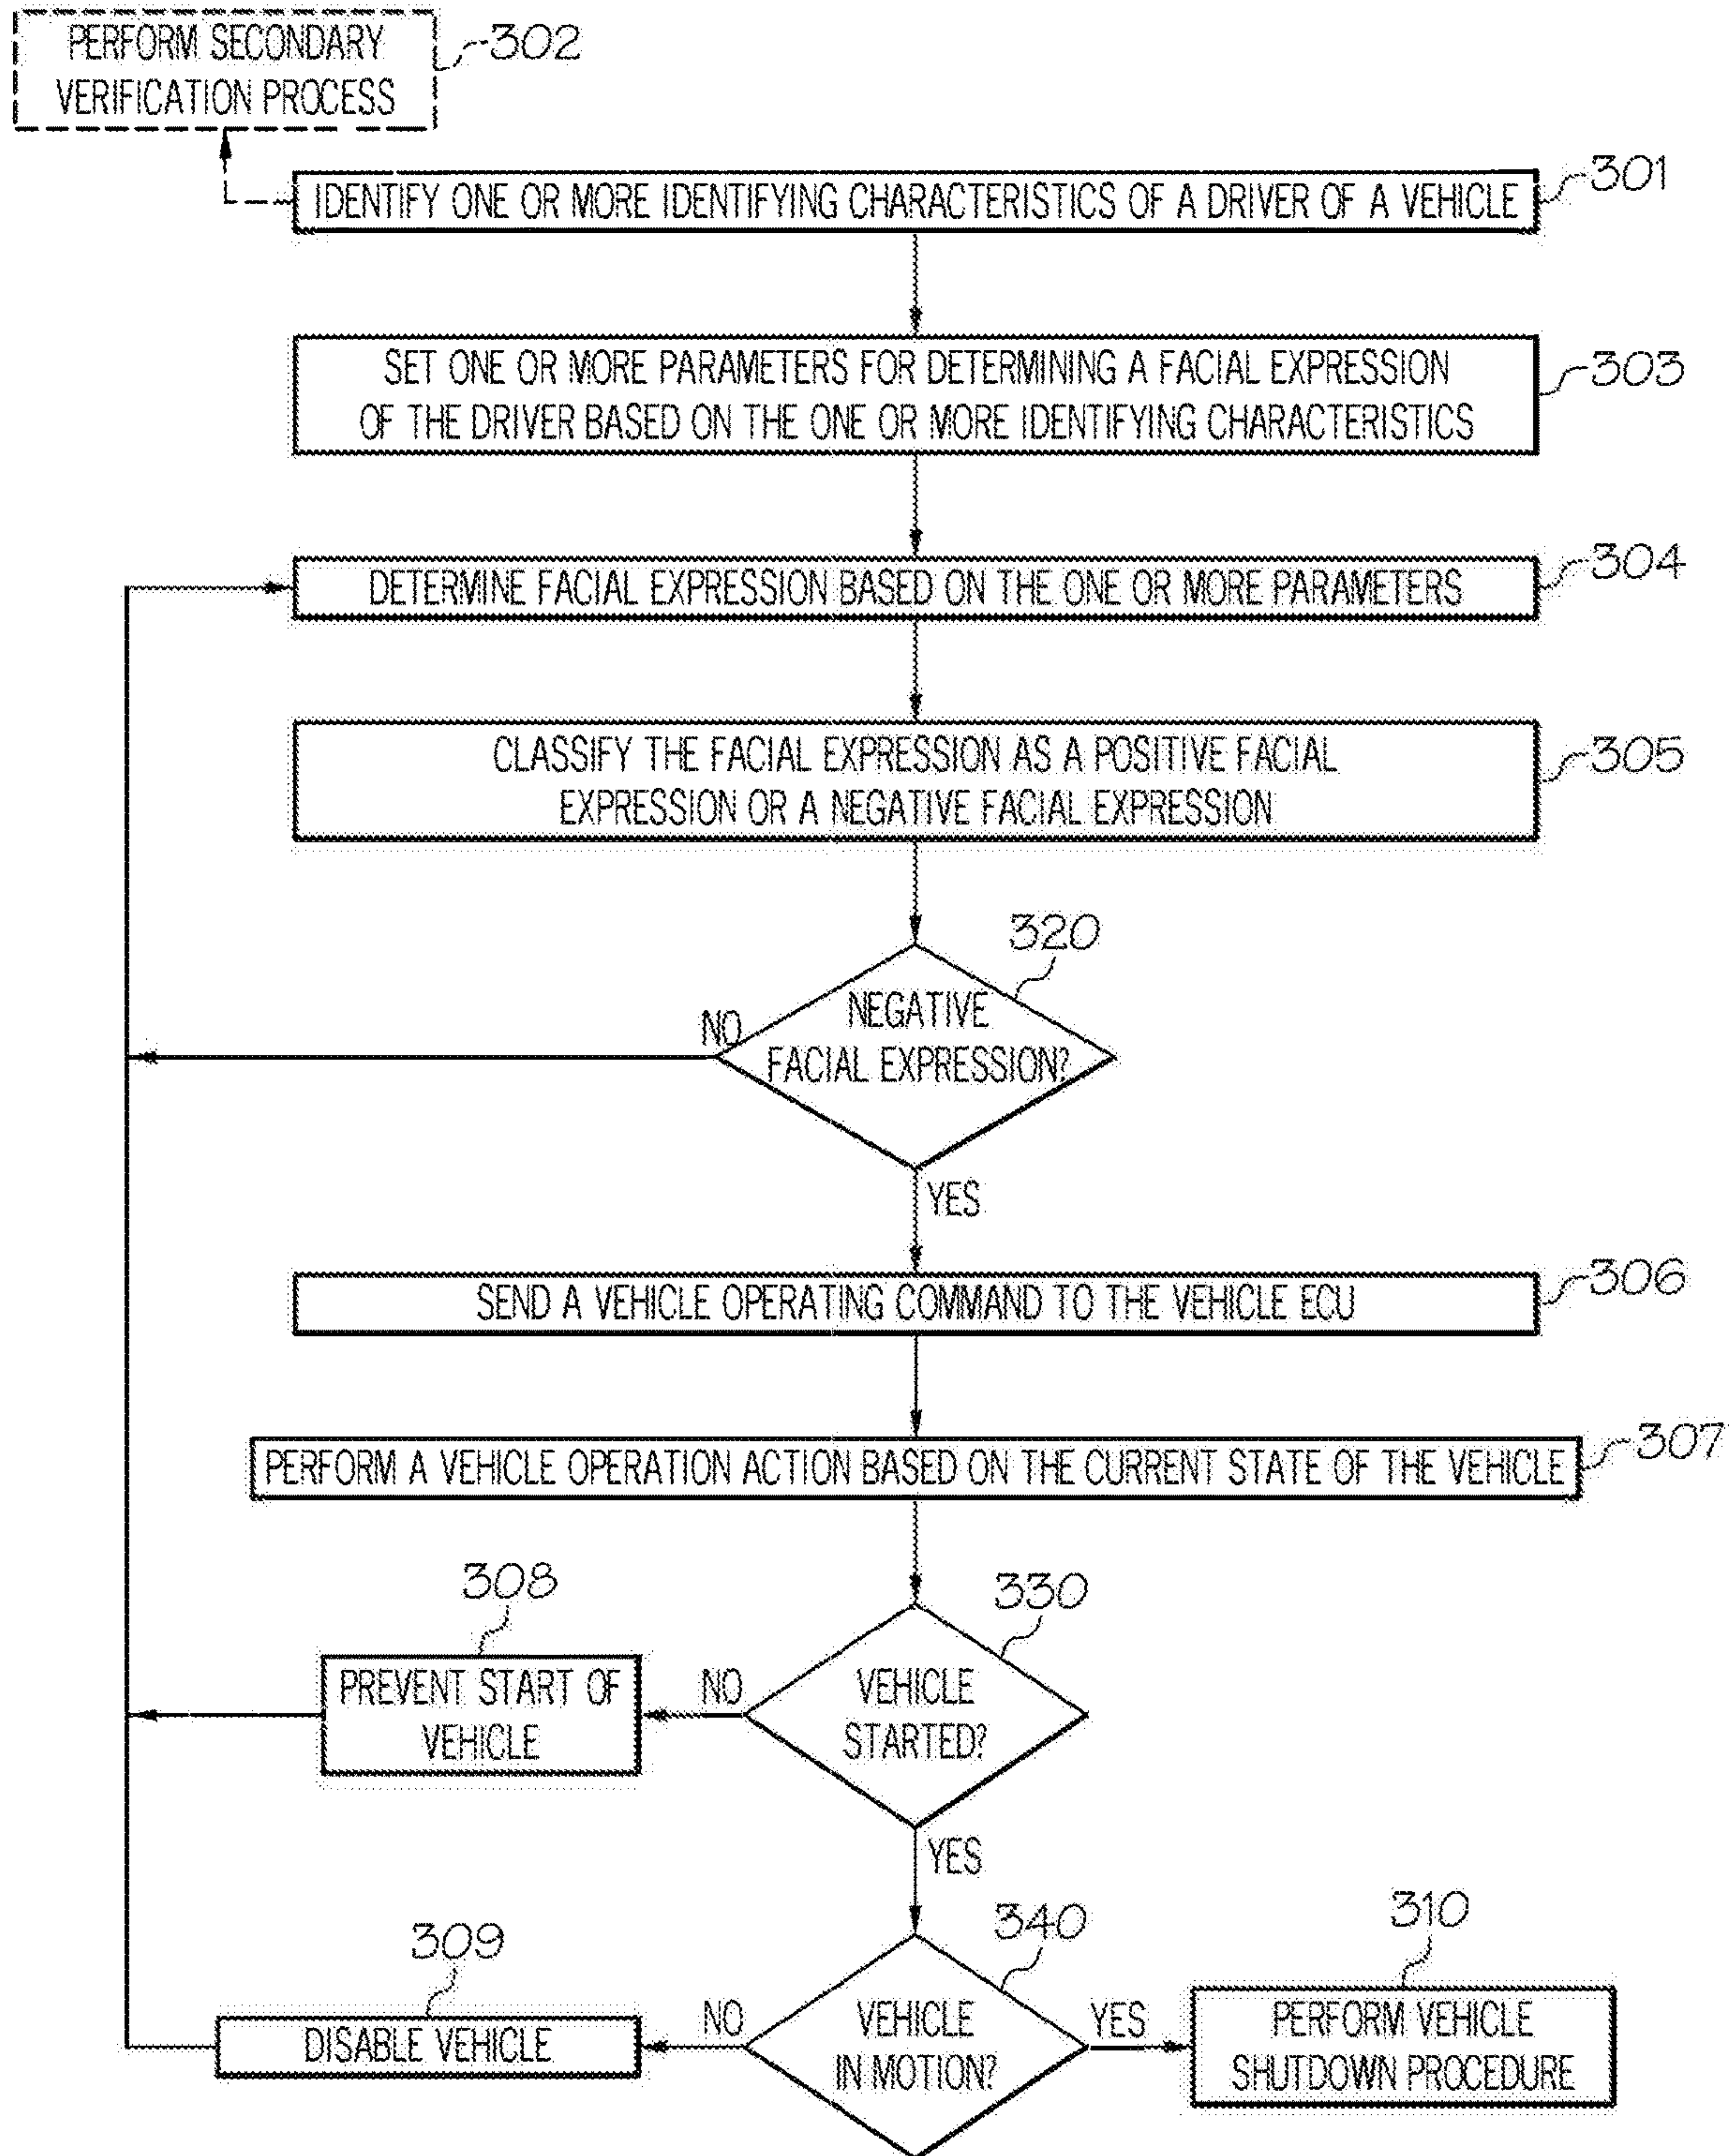 PERFORM SECONDARY
VERIFICATION PROCESS
302
IDENTIFY ONE OR MORE IDENTIFYING CHARACTERISTICS OF A DRIVER OF A VEHICLE
301
SET ONE OR MORE PARAMETERS FOR DETERMINING A FACIAL EXPRESSION
OF THE DRIVER BASED ON THE ONE OR MORE IDENTIFYING CHARACTERISTICS
303
DETERMINE FACIAL EXPRESSION BASED ON THE ONE OR MORE PARAMETERS
304
CLASSIFY THE FACIAL EXPRESSION AS A POSITIVE FACIAL
EXPRESSION OR A NEGATIVE FACIAL EXPRESSION
305
320
NEGATIVE
FACIAL EXPRESSION?
NO
YES
SEND A VEHICLE OPERATING COMMAND TO THE VEHICLE ECU
306
PERFORM A VEHICLE OPERATION ACTION BASED ON THE CURRENT STATE OF THE VEHICLE
307
308
PREVENT START OF
VEHICLE
NO
330
VEHICLE
STARTED?
YES
309
DISABLE VEHICLE
NO
340
VEHICLE
IN MOTION?
YES
310
PERFORM VEHICLE
SHUTDOWN PROCEDURE